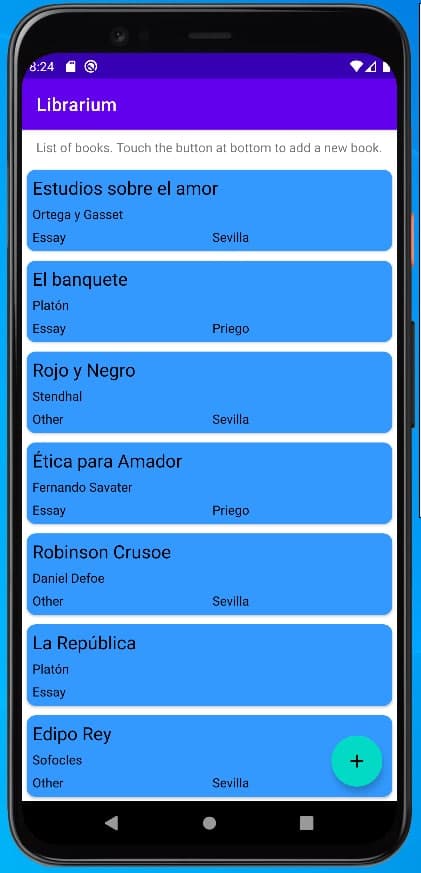 8:24
Librarium
List of books. Touch the button at bottom to add a new book.
Estudios sobre el amor
Ortega y Gasset
Essay Sevilla
El banquete
Platón
Essay Priego
Rojo y Negro
Stendhal
Other Sevilla
Ética para Amador
Fernando Savater
Essay Priego
Robinson Crusoe
Daniel Defoe
Other Sevilla
La República
Platón
Essay
Edipo Rey
Sofocles
Other Sevilla
+